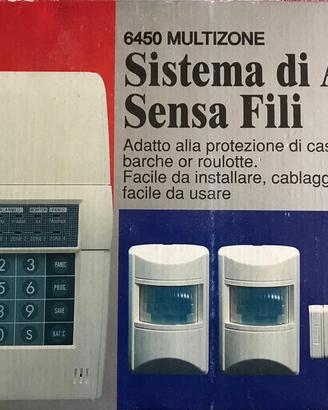 6450 MULTIZONE
Sistema di A
Sensa Fili
Adatto alla protezione di cas
barche or roulotte.
Facile da installare, cablagg
facile da usare
2 3 PANIC
5 6 PROG.
8 9 SAVE
0 S BAT C